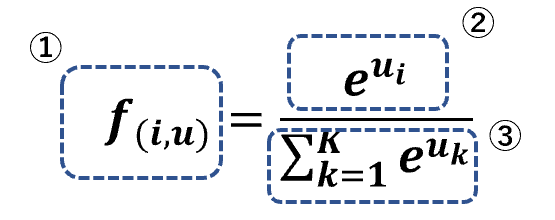 ① ②
f(i,u) = e^{u_i} / ∑_{k=1}^{K} e^{u_k}
③